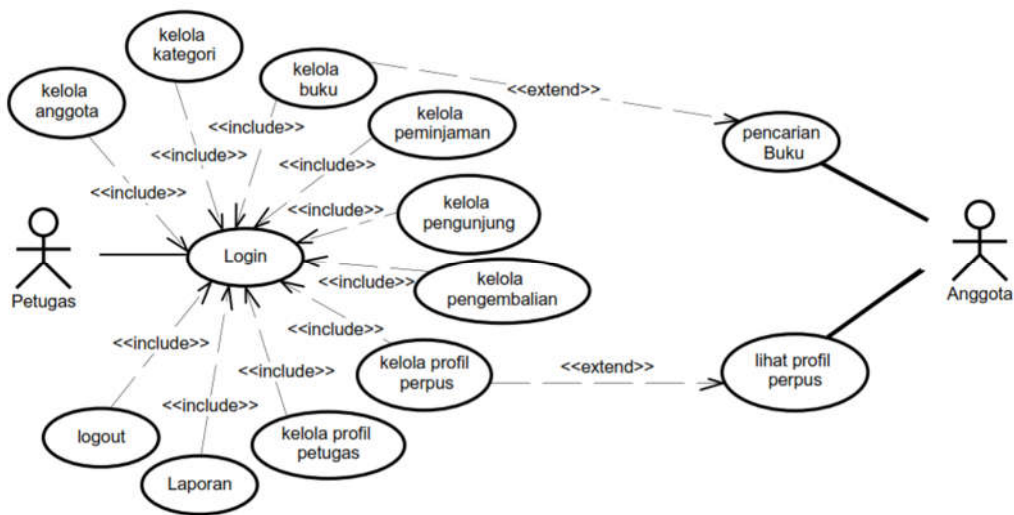 kelola
kategori
kelola
anggota
kelola
buku
<<extend>>
kelola
peminjaman
pencarian
Buku
<<include>>
<<include>>
<<include>>
<<include>>
<<include>>
kelola
pengunjung
Login
Petugas
Anggota
<<include>>
kelola
pengembalian
<<include>>
<<include>>
kelola profil
perpus
<<extend>>
lihat profil
perpus
<<include>>
<<include>>
logout
kelola profil
petugas
Laporan